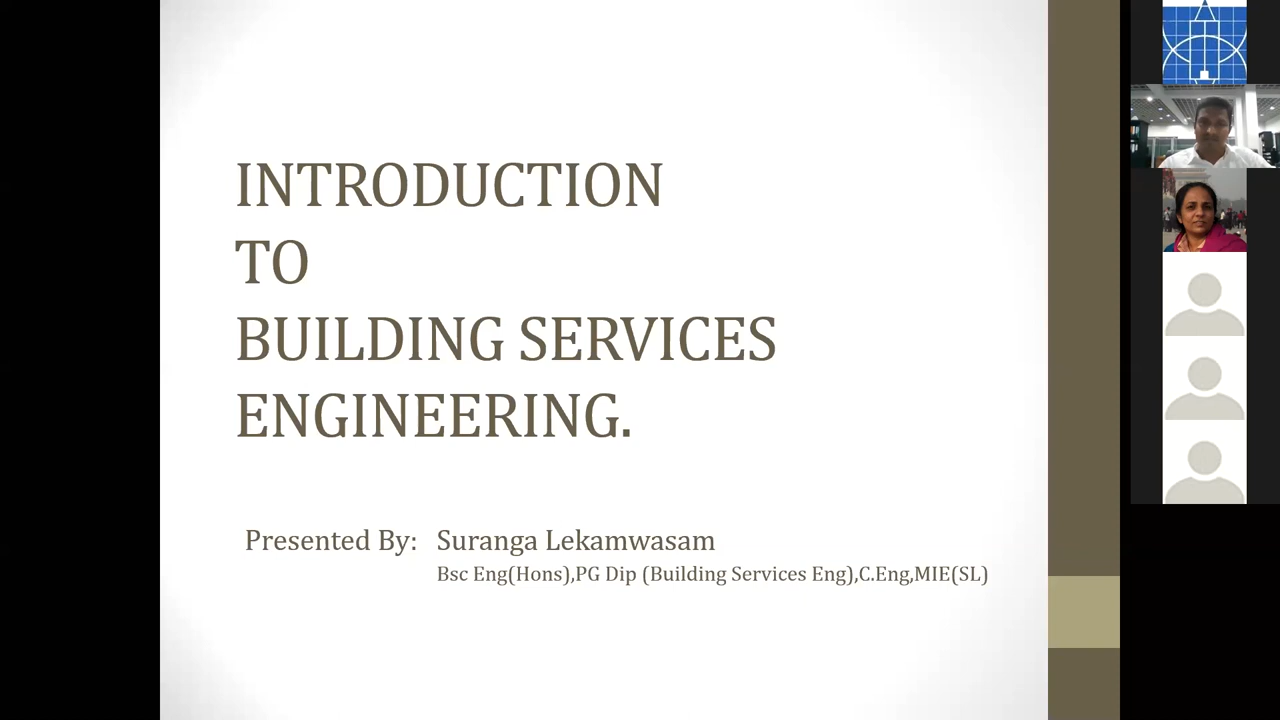 INTRODUCTION
TO
BUILDING SERVICES
ENGINEERING.
Presented By: Suranga Lekamwasam
Bsc Eng(Hons),PG Dip (Building Services Eng),C.Eng,MIE(SL)